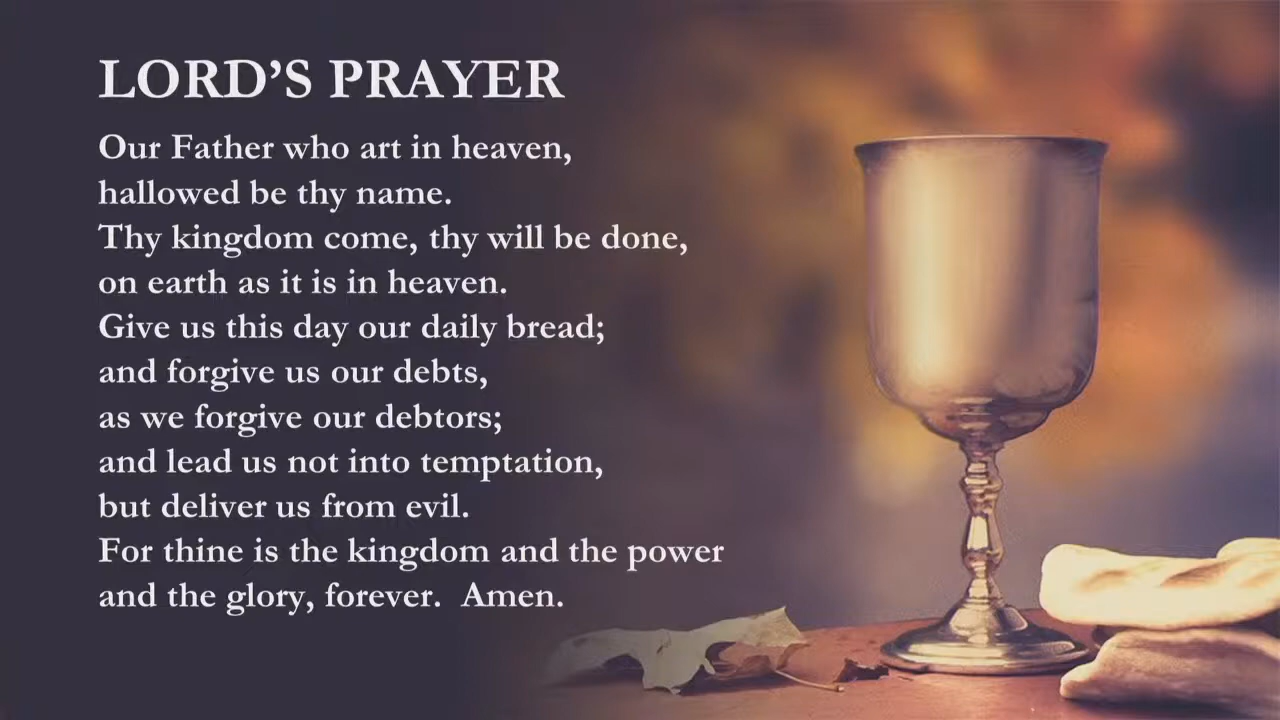 LORD’S PRAYER
Our Father who art in heaven,
hallowed be thy name.
Thy kingdom come, thy will be done,
on earth as it is in heaven.
Give us this day our daily bread;
and forgive us our debts,
as we forgive our debtors;
and lead us not into temptation,
but deliver us from evil.
For thine is the kingdom and the power
and the glory, forever.  Amen.